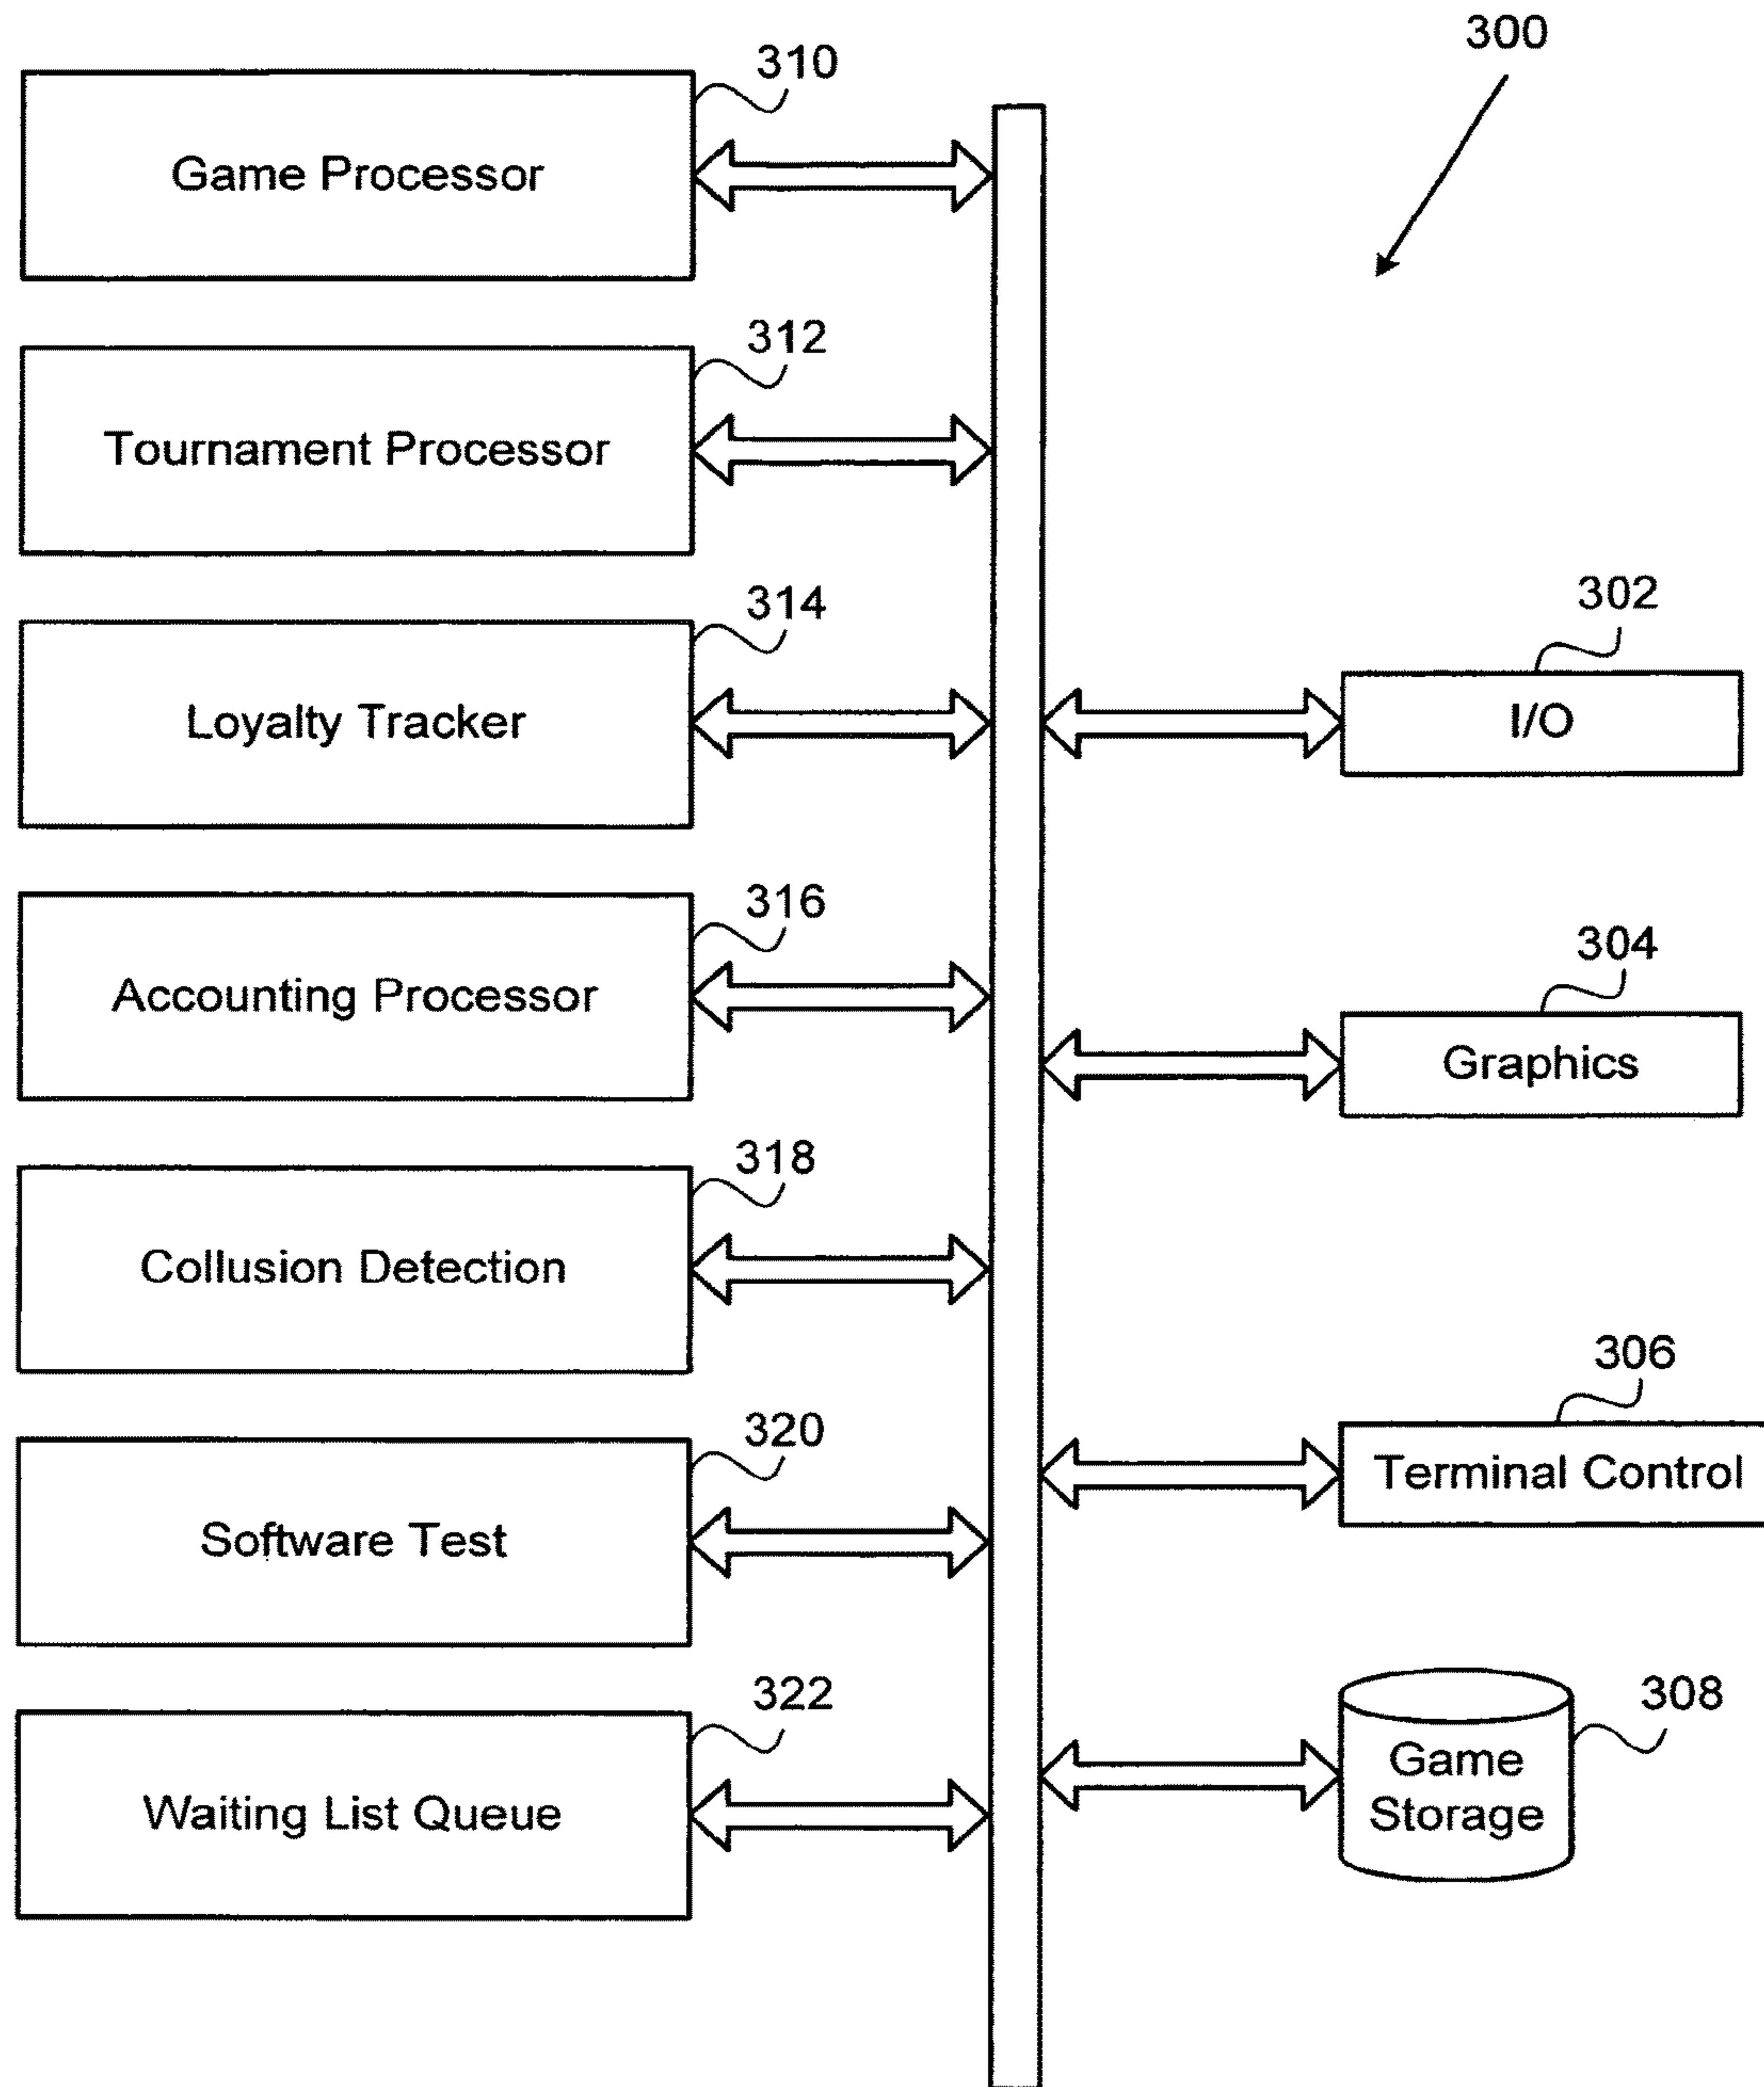 300
310
Game Processor
312
Tournament Processor
314
Loyalty Tracker
302
I/O
316
Accounting Processor
304
Graphics
318
Collusion Detection
306
Terminal Control
320
Software Test
322
Waiting List Queue
308
Game
Storage